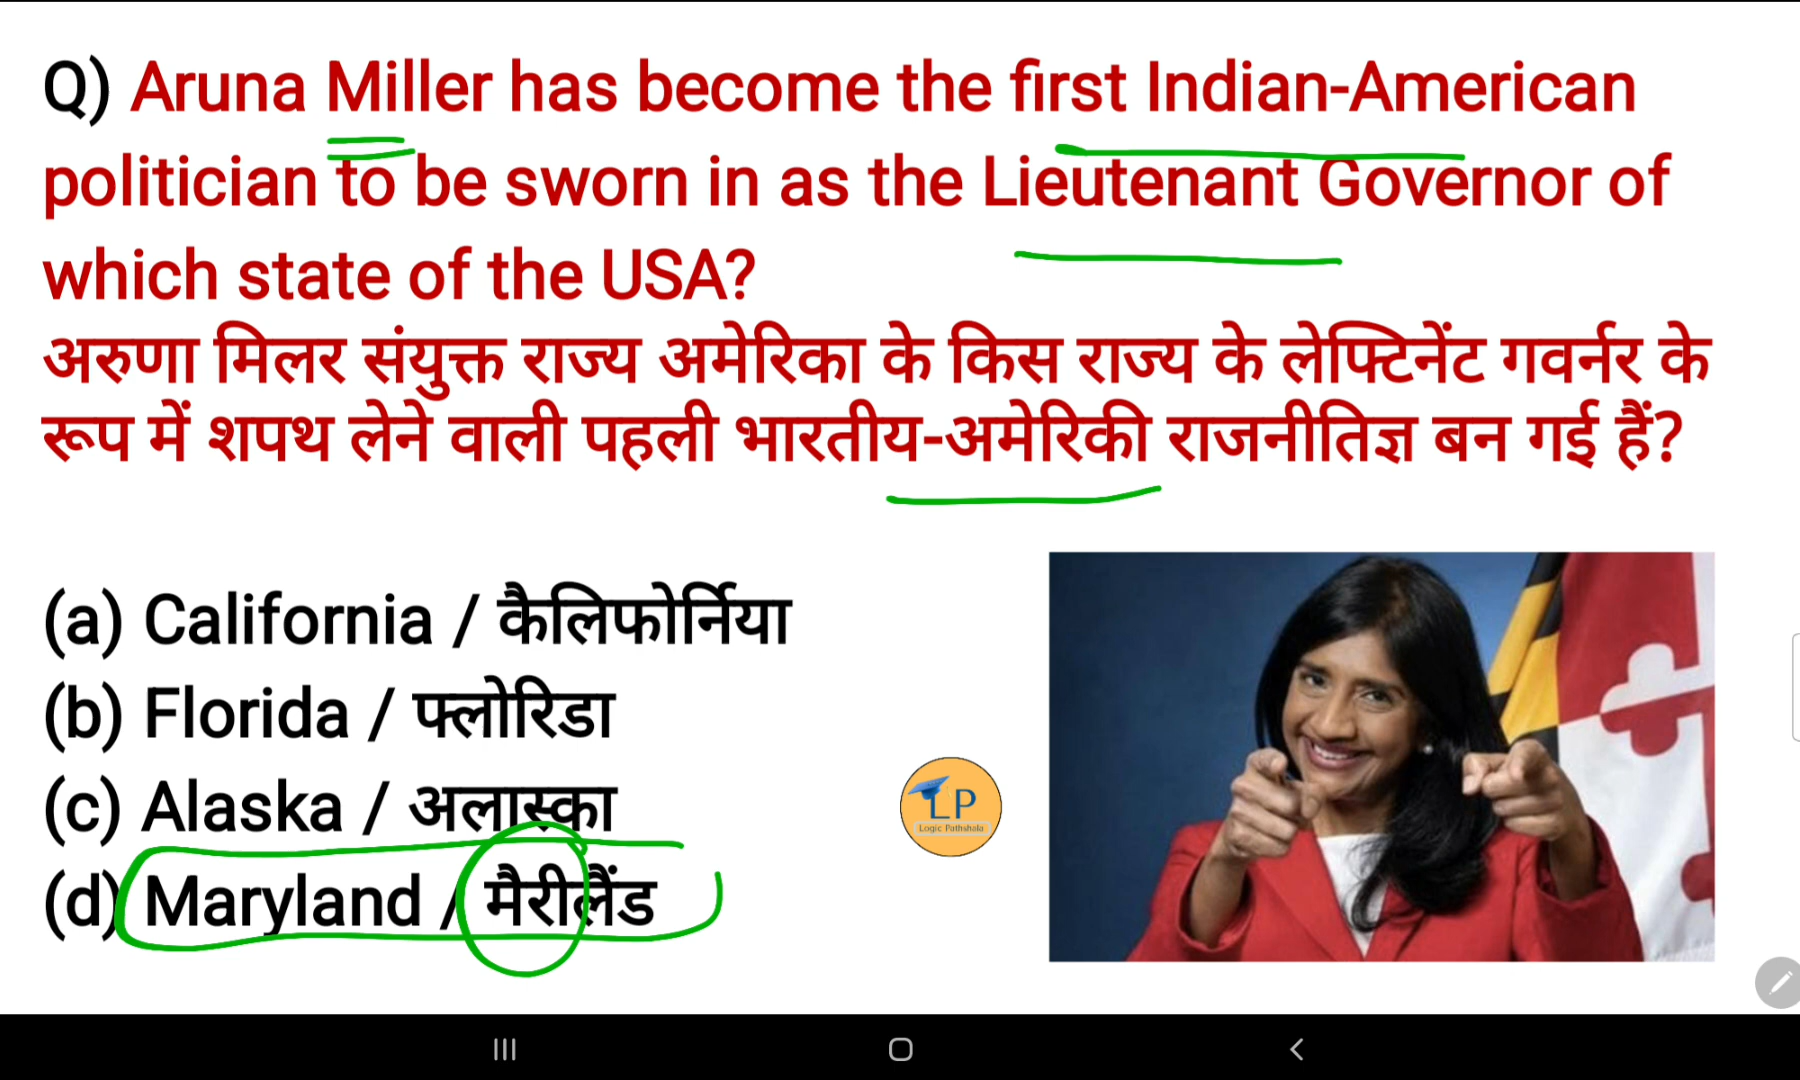 Q) Aruna Miller has become the first Indian-American
politician to be sworn in as the Lieutenant Governor of
which state of the USA?
अरुणा मिलर संयुक्त राज्य अमेरिका के किस राज्य के लेफ्टिनेंट गवर्नर के
रूप में शपथ लेने वाली पहली भारतीय-अमेरिकी राजनीतिज्ञ बन गई हैं?
(a) California / कैलिफोर्निया
(b) Florida / फ्लोरिडा
(c) Alaska / अलास्का
(d) Maryland / मैरीलैंड
LP
Logic Pathshala